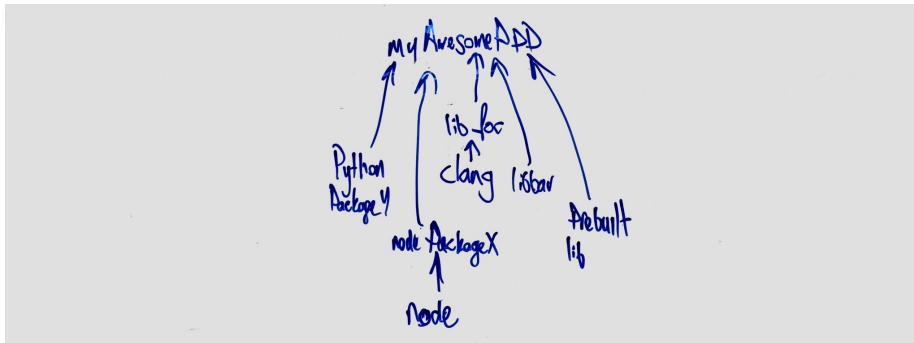 myAwesomeApp
lib foo
clang
libbar
Python
Package Y
node PackageX
Prebuilt
lib
node